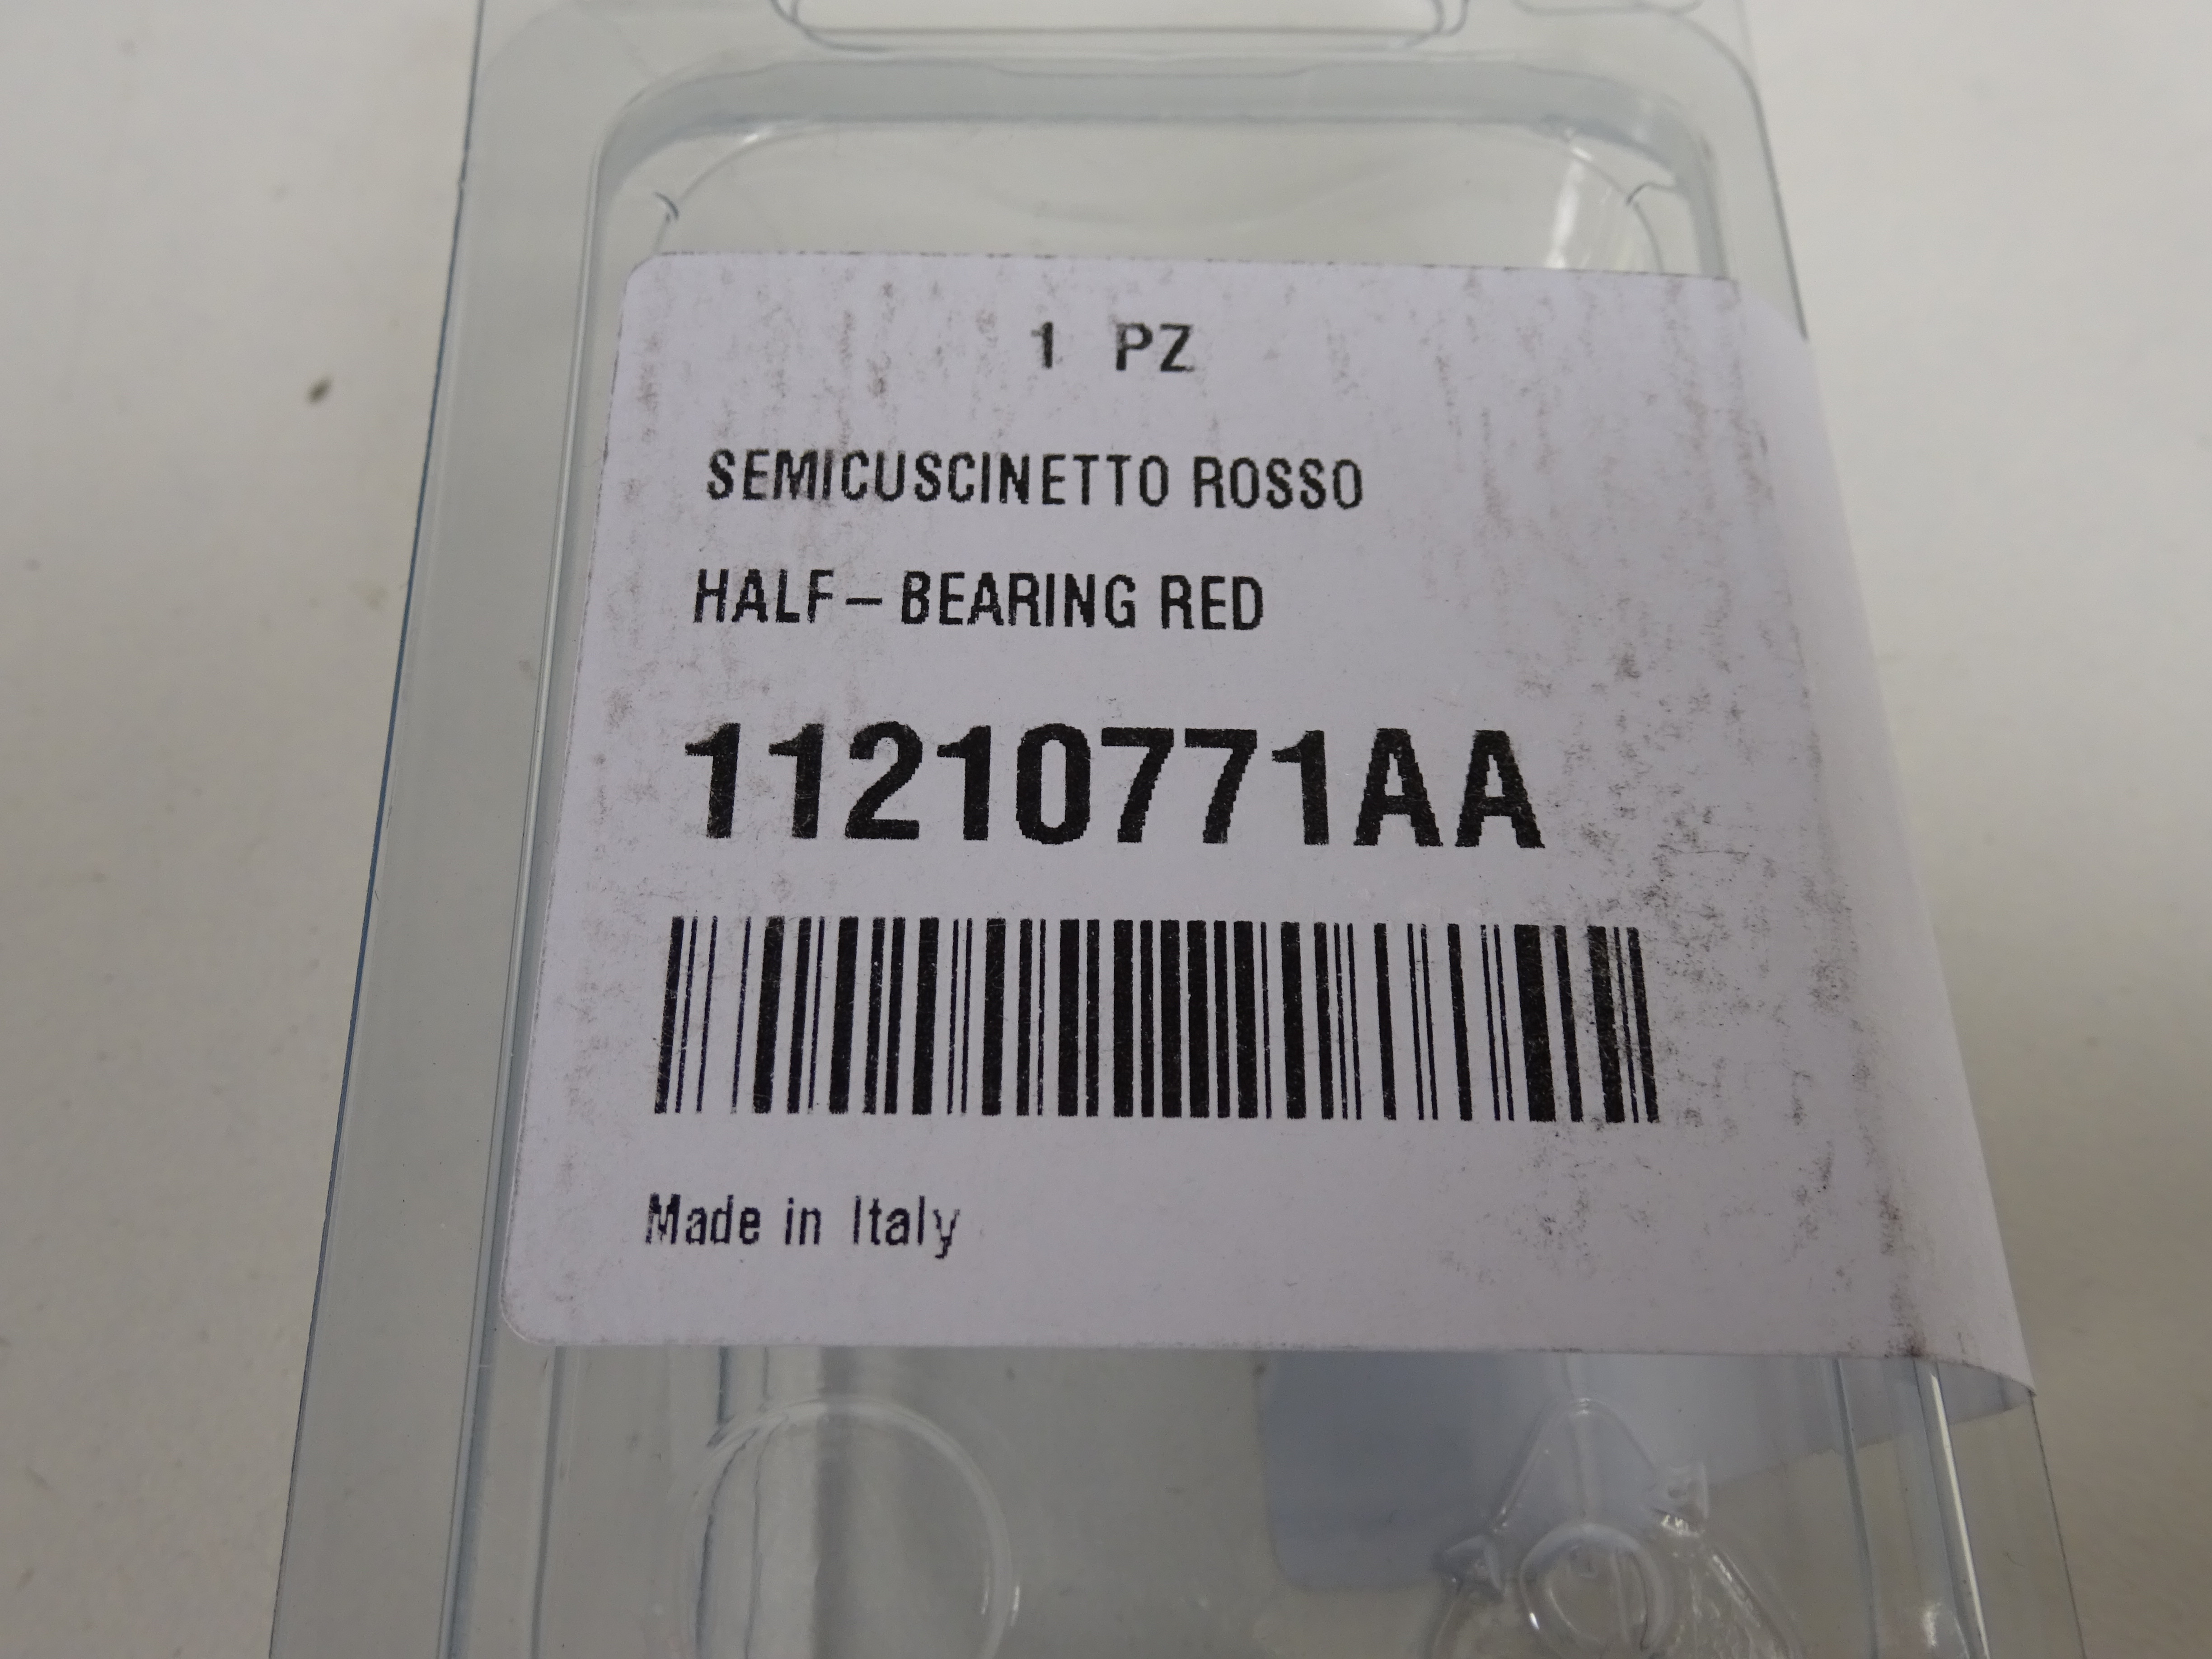 1 PZ
SEMICUSCINETTO ROSSO
HALF-BEARING RED
11210771AA
Made in Italy